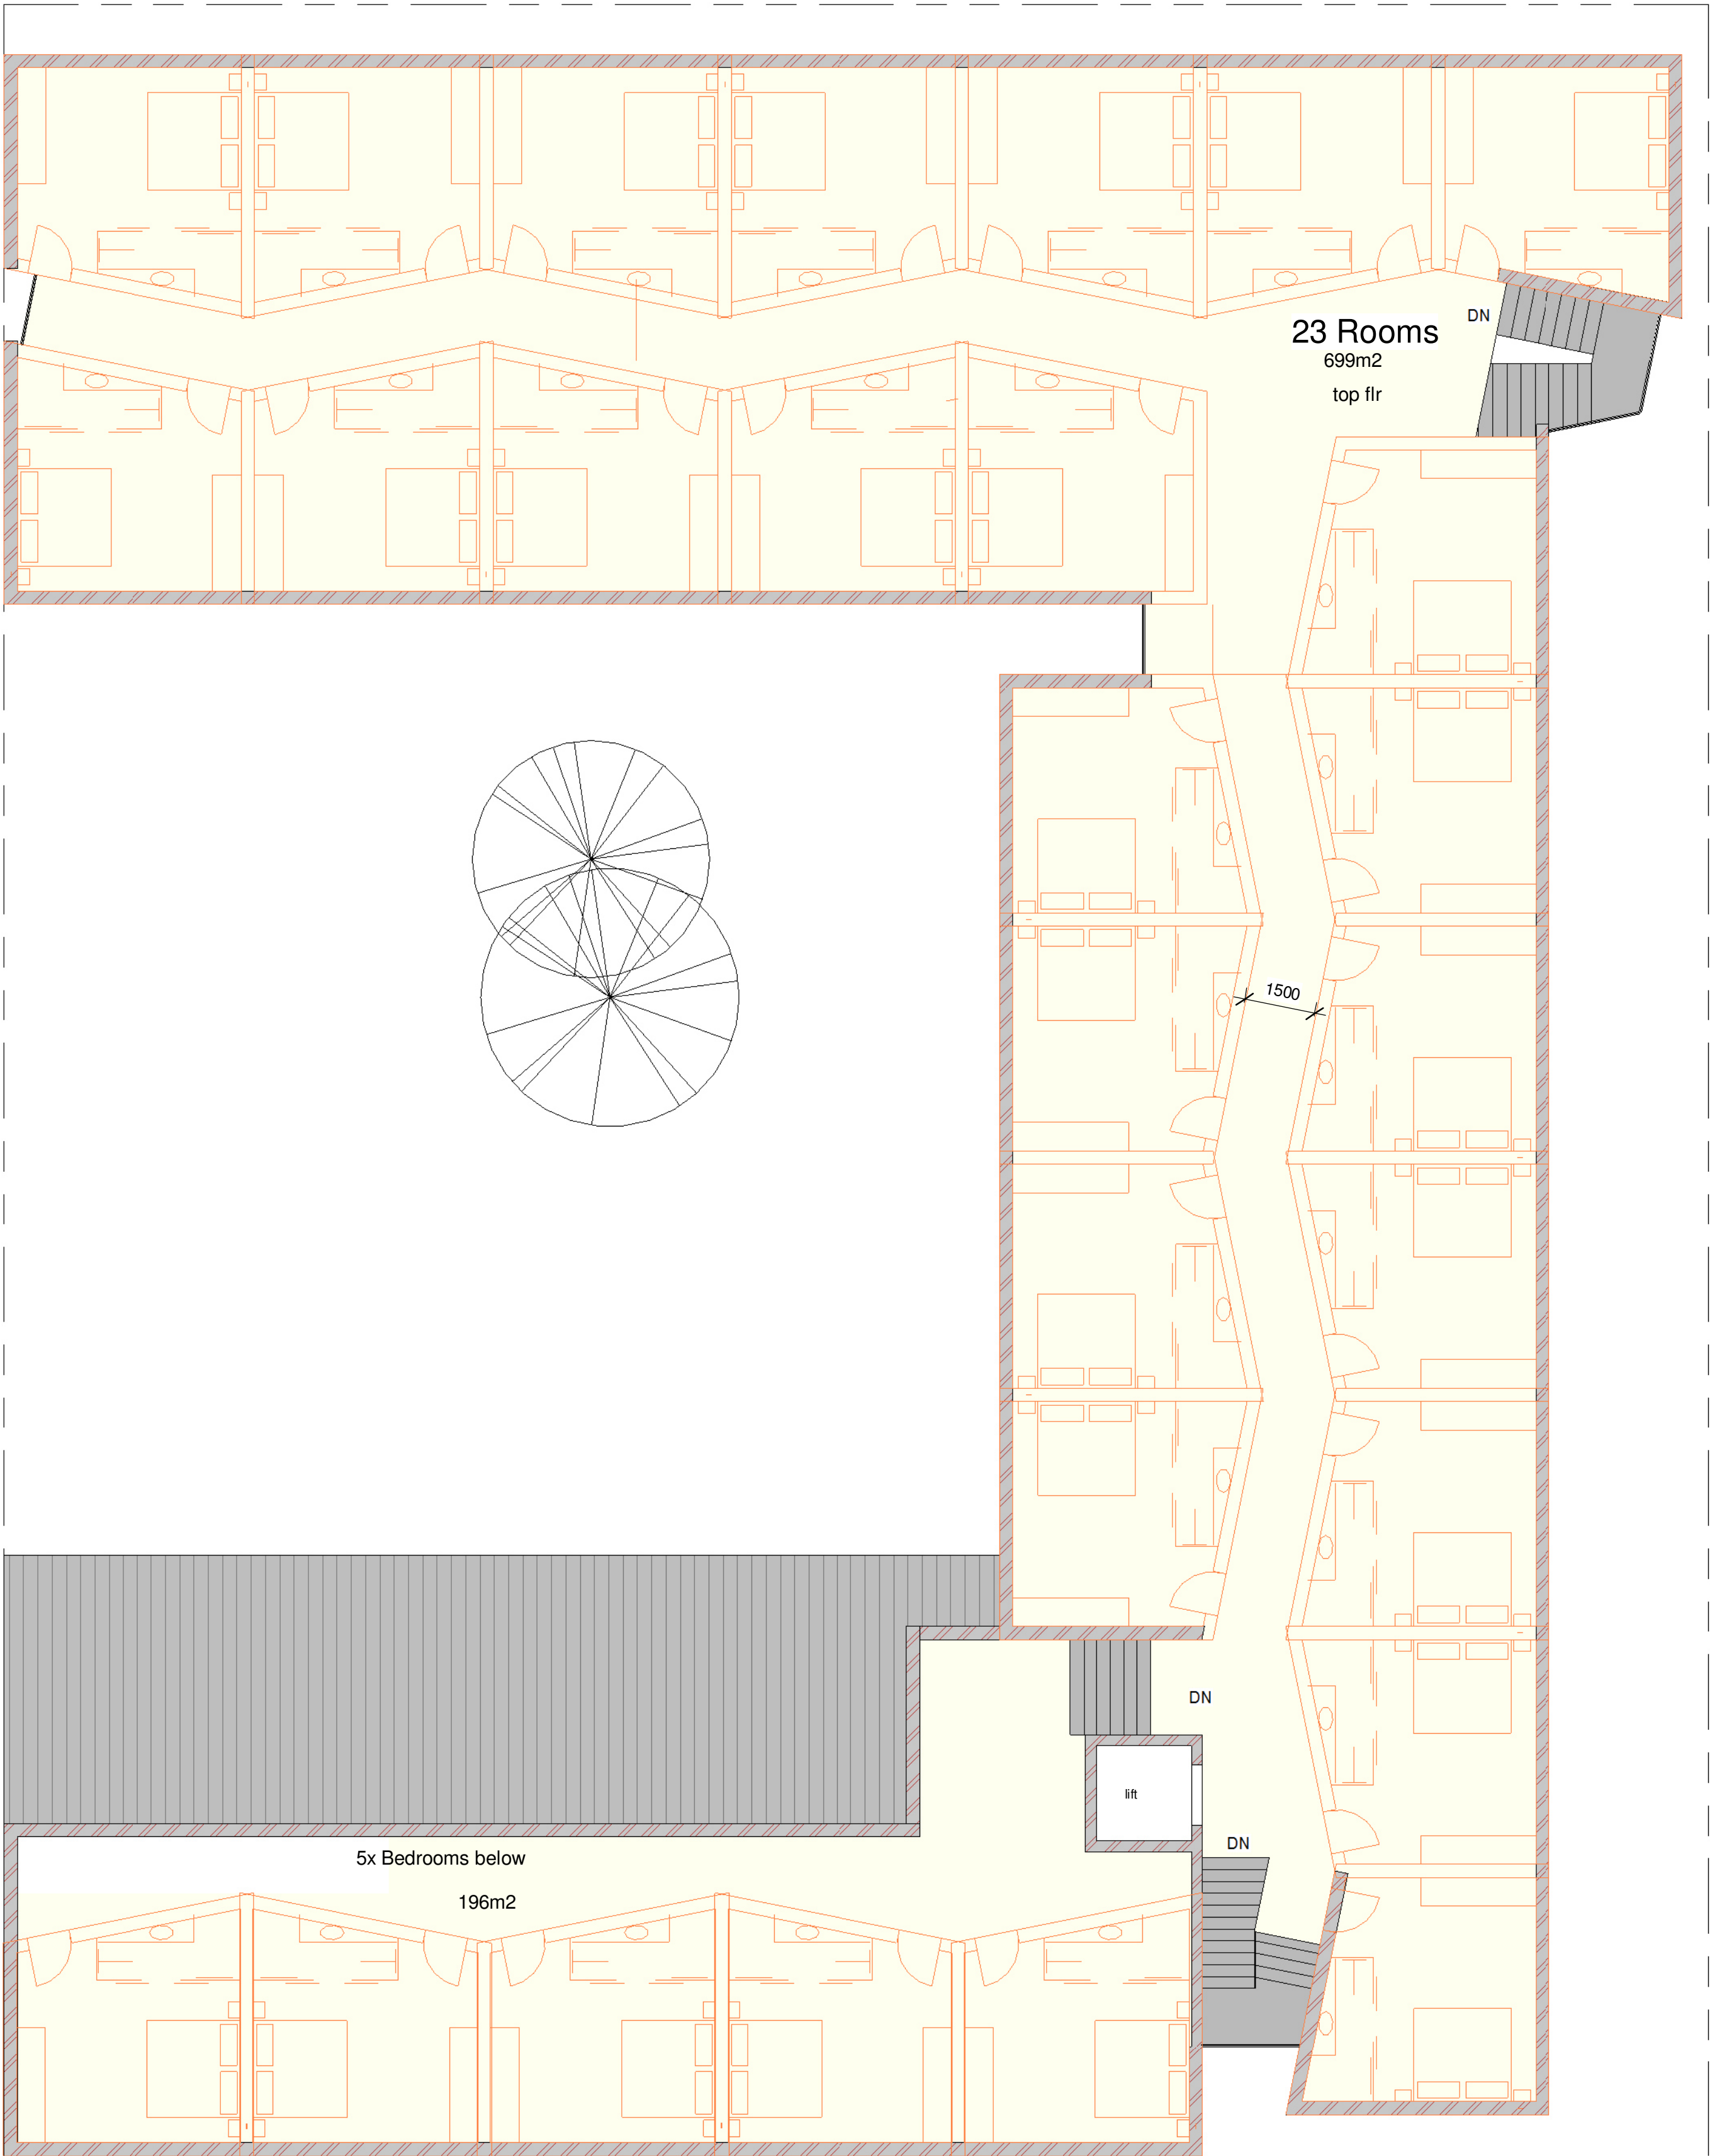 DN
23 Rooms
699m2
top flr
1500
DN
lift
DN
5x Bedrooms below
196m2